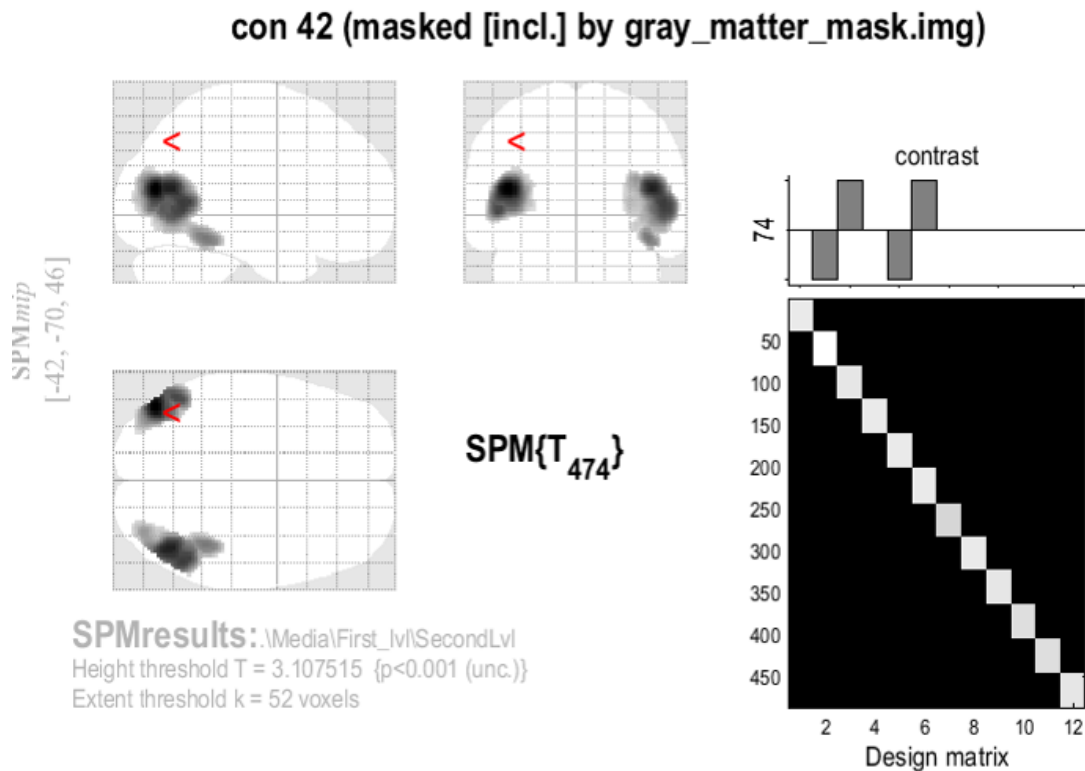 con 42 (masked [incl.] by gray_matter_mask.img)
<
<
<
SPMmip
[-42, -70, 46]
contrast
74
SPM{T474}
50
100
150
200
250
300
350
400
450
2 4 6 8 10 12
Design matrix
SPMresults:.\Media\First_lvl\SecondLvl
Height threshold T = 3.107515 {p<0.001 (unc.)}
Extent threshold k = 52 voxels